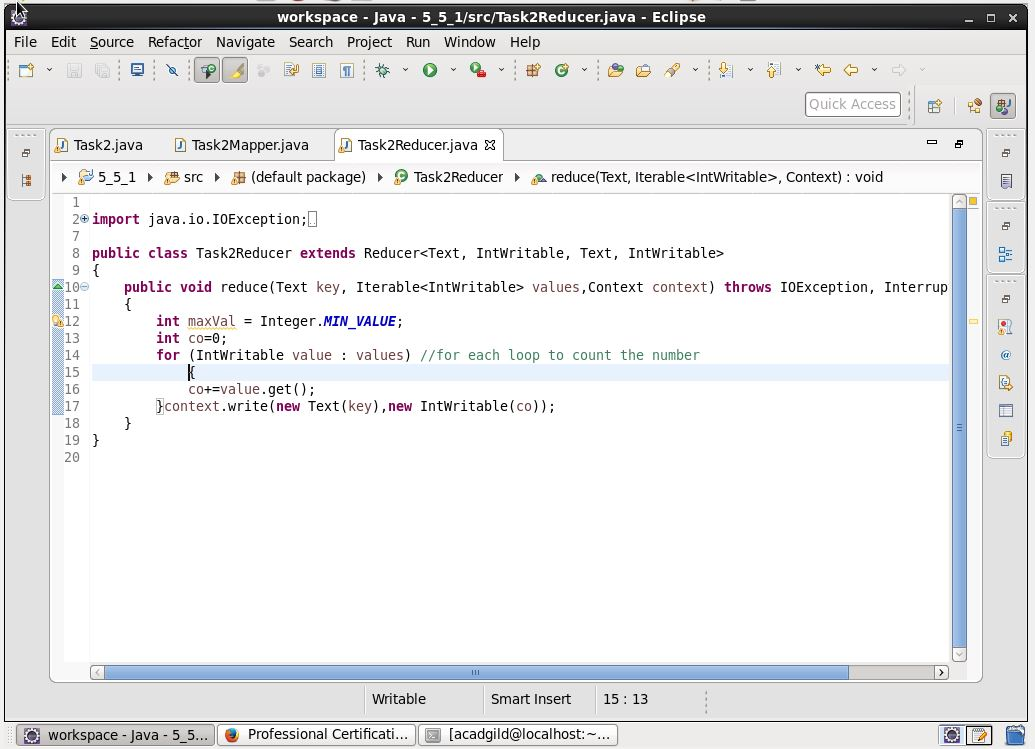 workspace - Java - 5_5_1/src/Task2Reducer.java - Eclipse
File Edit Source Refactor Navigate Search Project Run Window Help
Quick Access
Task2.java Task2Mapper.java Task2Reducer.java
5_5_1 src (default package) Task2Reducer reduce(Text, Iterable<IntWritable>, Context) : void
1
2 import java.io.IOException;
7
8 public class Task2Reducer extends Reducer<Text, IntWritable, Text, IntWritable>
9 {
10 public void reduce(Text key, Iterable<IntWritable> values,Context context) throws IOException, Interrup
11 {
12 int maxVal = Integer.MIN_VALUE;
13 int co=0;
14 for (IntWritable value : values) //for each loop to count the number
15 {
16 co+=value.get();
17 }context.write(new Text(key),new IntWritable(co));
18 }
19 }
20
Writable Smart Insert 15 : 13
workspace - Java - 5_5... Professional Certificati... [acadgild@localhost:~...